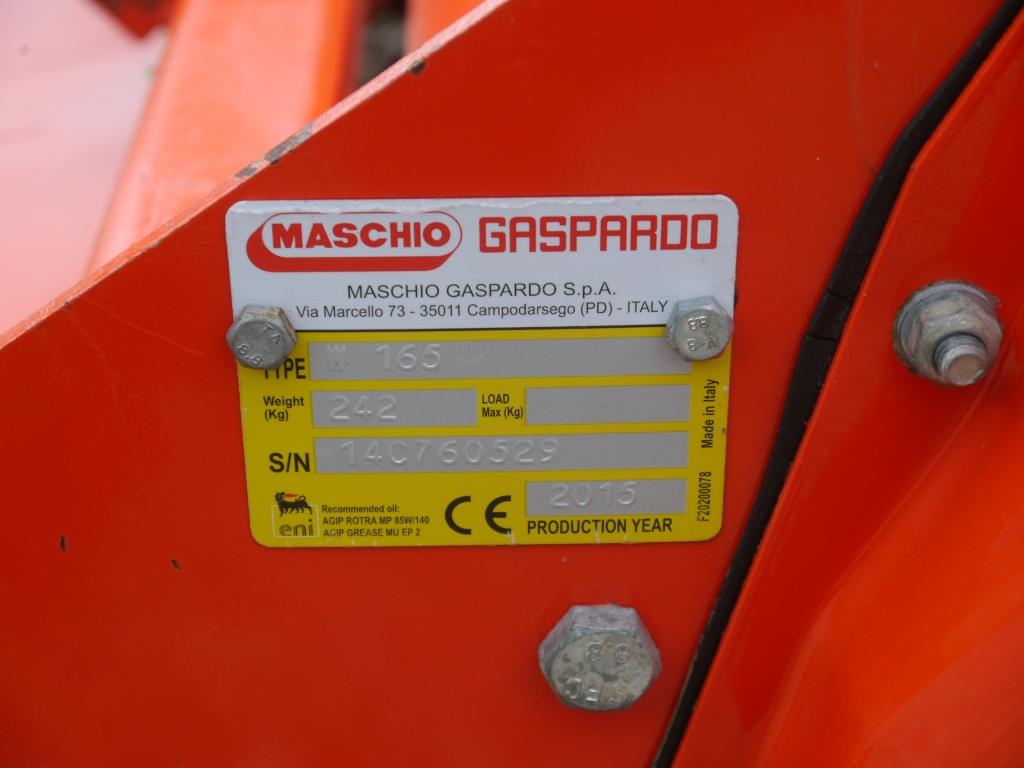 MASCHIO GASPARDO
MASCHIO GASPARDO S.p.A.
Via Marcello 73 - 35011 Campodarsego (PD) - ITALY
TYPE W 165
Weight (Kg) 242 LOAD Max (Kg)
S/N 14C760529
2015
PRODUCTION YEAR
eni
Recommended oil:
AGIP ROTRA MP 85W/140
AGIP GREASE MU EP 2
CE
F20200078 Made in Italy
8.8
8.8